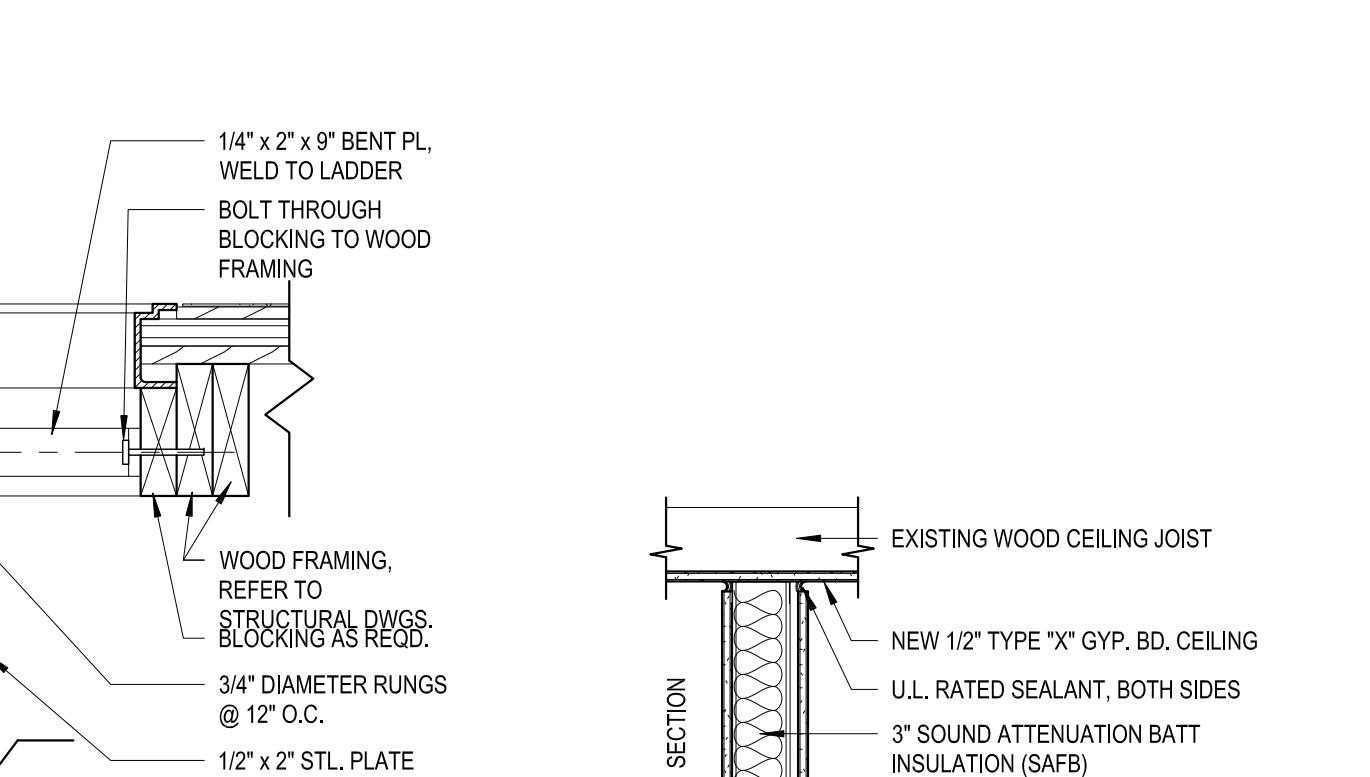 1/4" x 2" x 9" BENT PL,
WELD TO LADDER
BOLT THROUGH
BLOCKING TO WOOD
FRAMING
WOOD FRAMING,
REFER TO
STRUCTURAL DWGS.
BLOCKING AS REQD.
3/4" DIAMETER RUNGS
@ 12" O.C.
1/2" x 2" STL. PLATE
SECTION
EXISTING WOOD CEILING JOIST
NEW 1/2" TYPE "X" GYP. BD. CEILING
U.L. RATED SEALANT, BOTH SIDES
3" SOUND ATTENUATION BATT
INSULATION (SAFB)